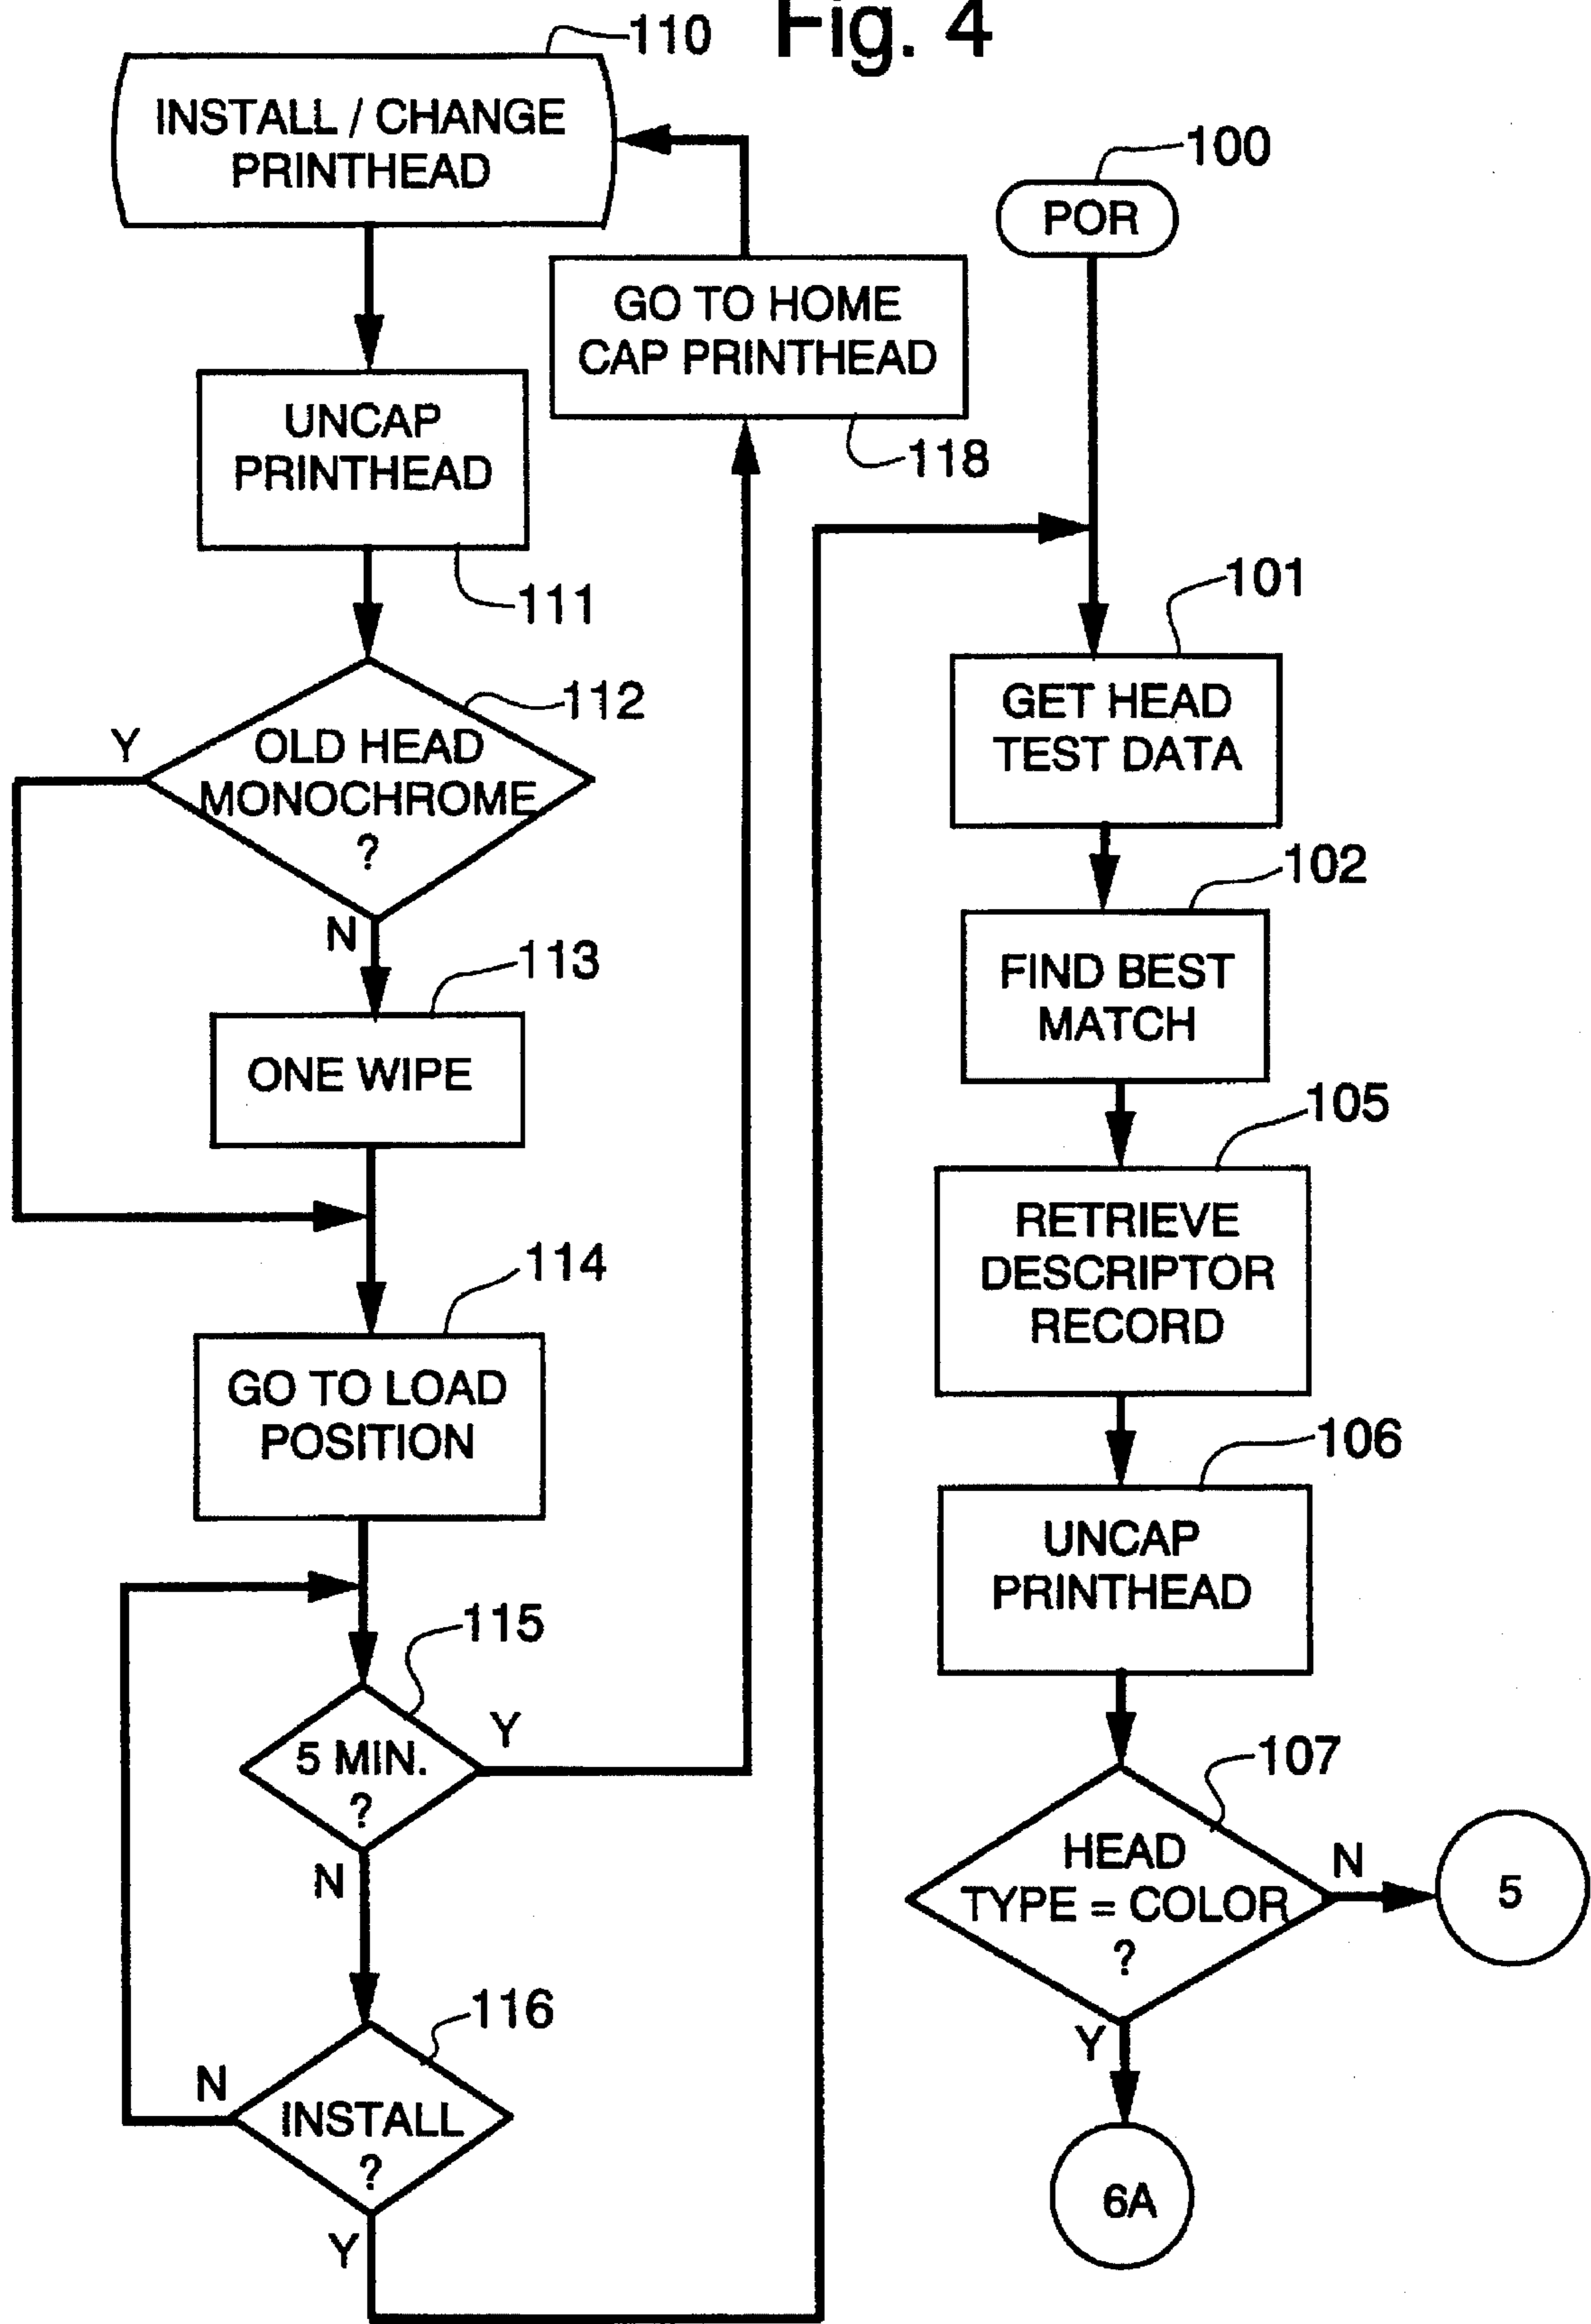 Fig. 4
110
INSTALL / CHANGE
PRINTHEAD
UNCAP
PRINTHEAD
111
112
OLD HEAD
MONOCHROME
?
Y
N
113
ONE WIPE
114
GO TO LOAD
POSITION
115
5 MIN.
?
Y
N
116
INSTALL
?
N
Y
GO TO HOME
CAP PRINTHEAD
118
100
POR
101
GET HEAD
TEST DATA
102
FIND BEST
MATCH
105
RETRIEVE
DESCRIPTOR
RECORD
106
UNCAP
PRINTHEAD
107
HEAD
TYPE = COLOR
?
N
5
Y
6A